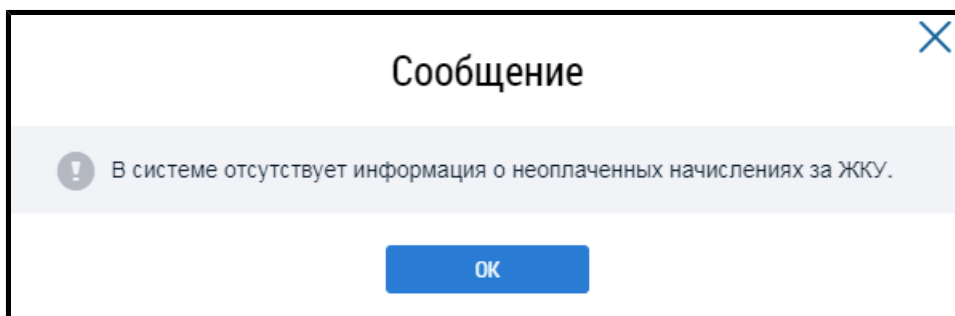 Сообщение
В системе отсутствует информация о неоплаченных начислениях за ЖКУ.
ОК